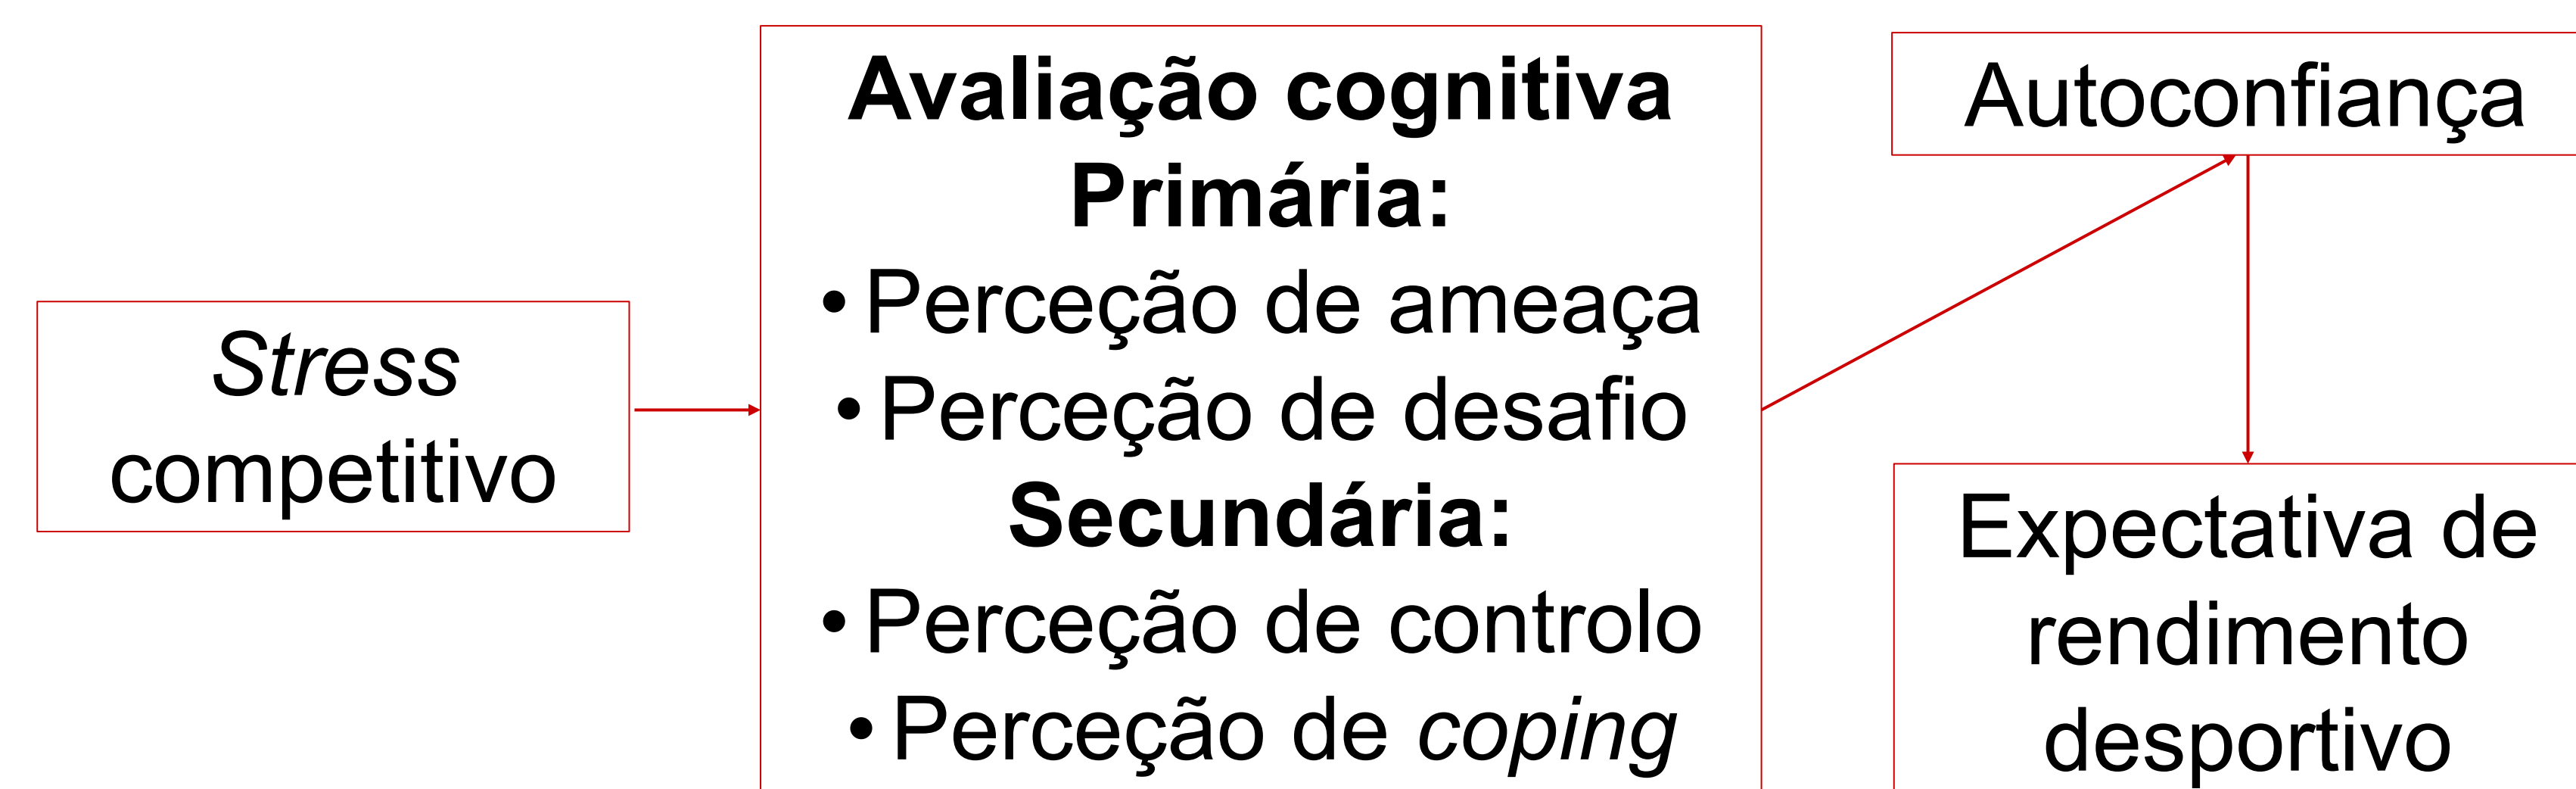 Stress
competitivo
Avaliação cognitiva
Primária:
• Perceção de ameaça
• Perceção de desafio
Secundária:
• Perceção de controlo
• Perceção de coping
Autoconfiança
Expectativa de
rendimento
desportivo